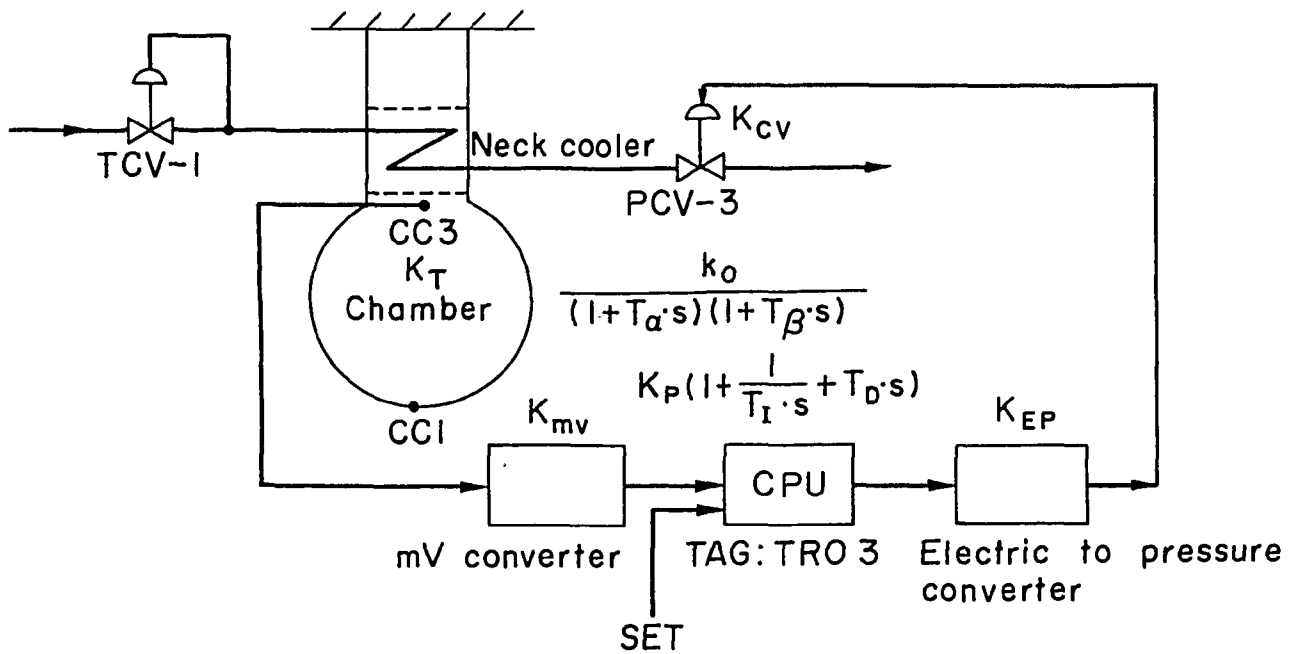 K_CV
TCV-1
Neck cooler
PCV-3
CC3
K_T
Chamber
k_o
(1+T_α·s)(1+T_β·s)
K_P(1+ 1 +T_D·s)
T_I·s
CC1
K_mv
K_EP
CPU
mV converter
TAG: TRO 3
Electric to pressure
converter
SET